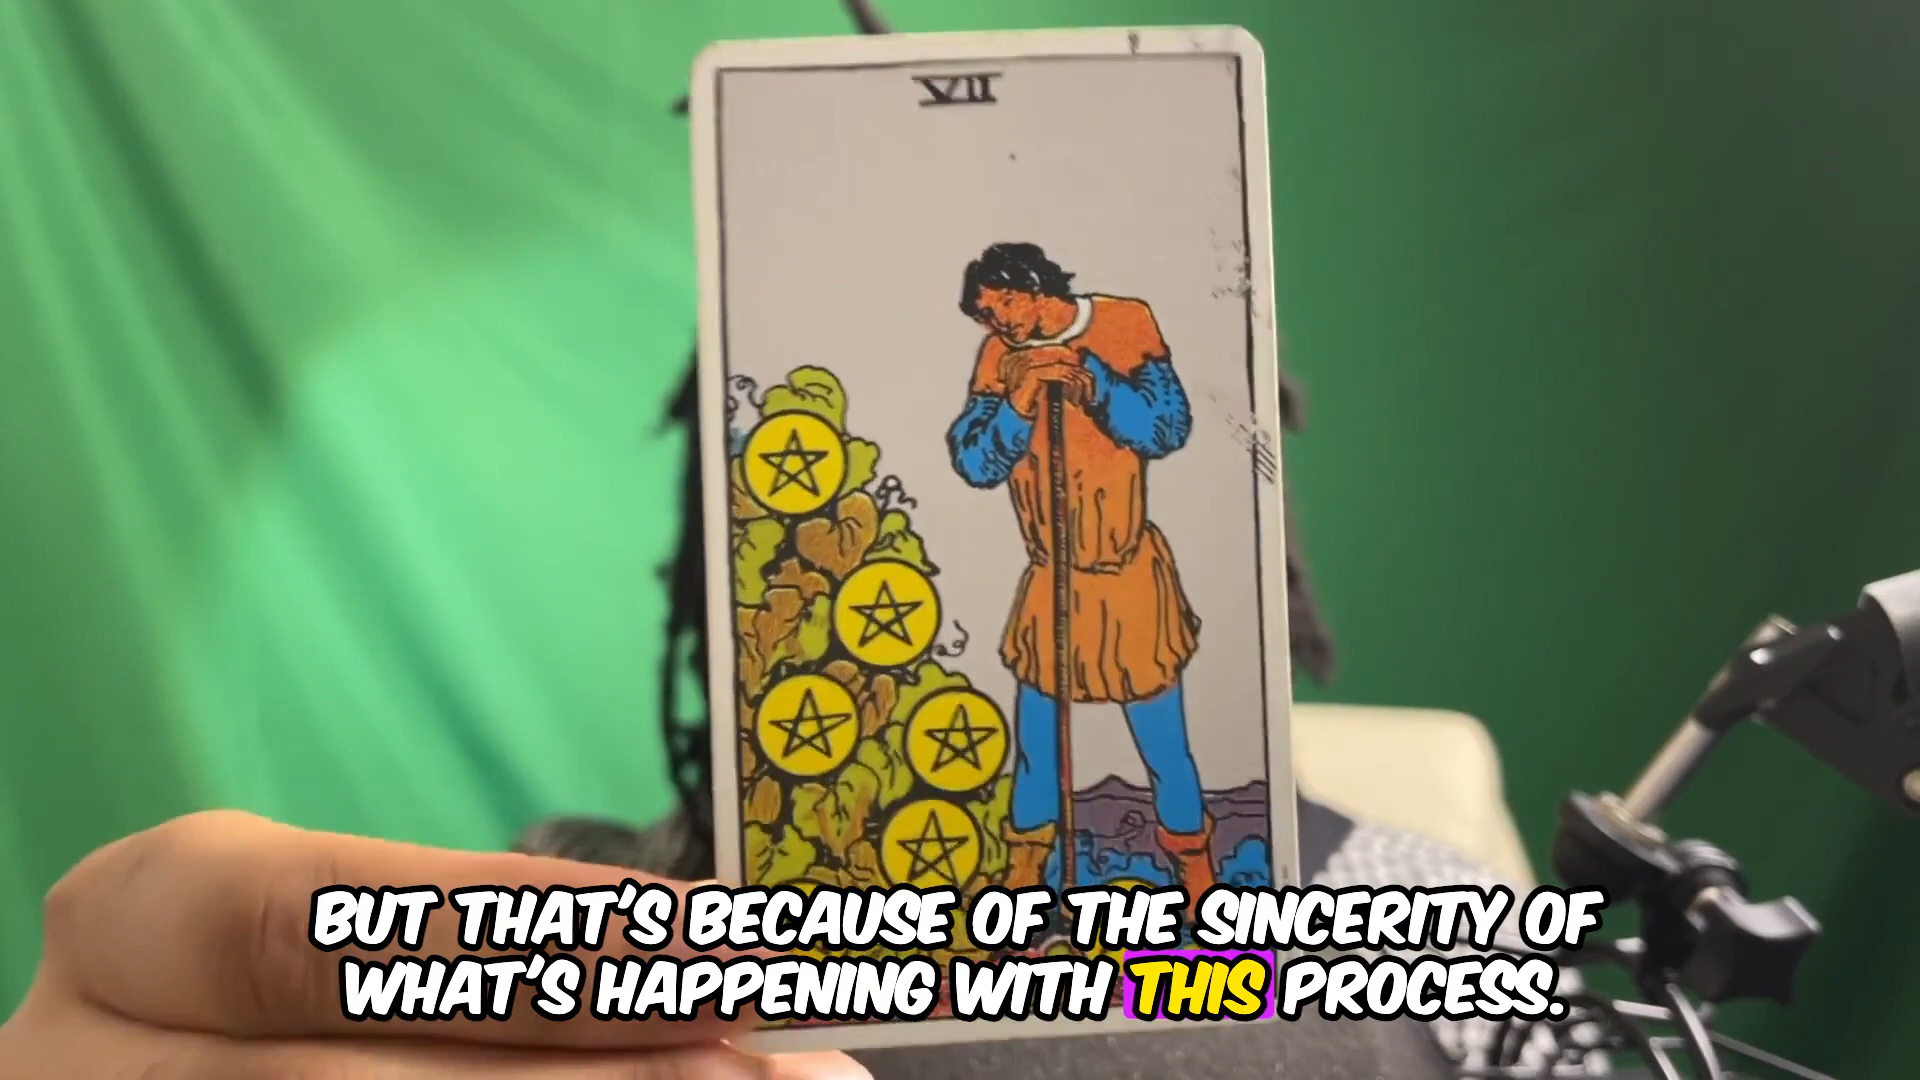 VII
BUT THAT'S BECAUSE OF THE SINCERITY OF
WHAT'S HAPPENING WITH THIS PROCESS.